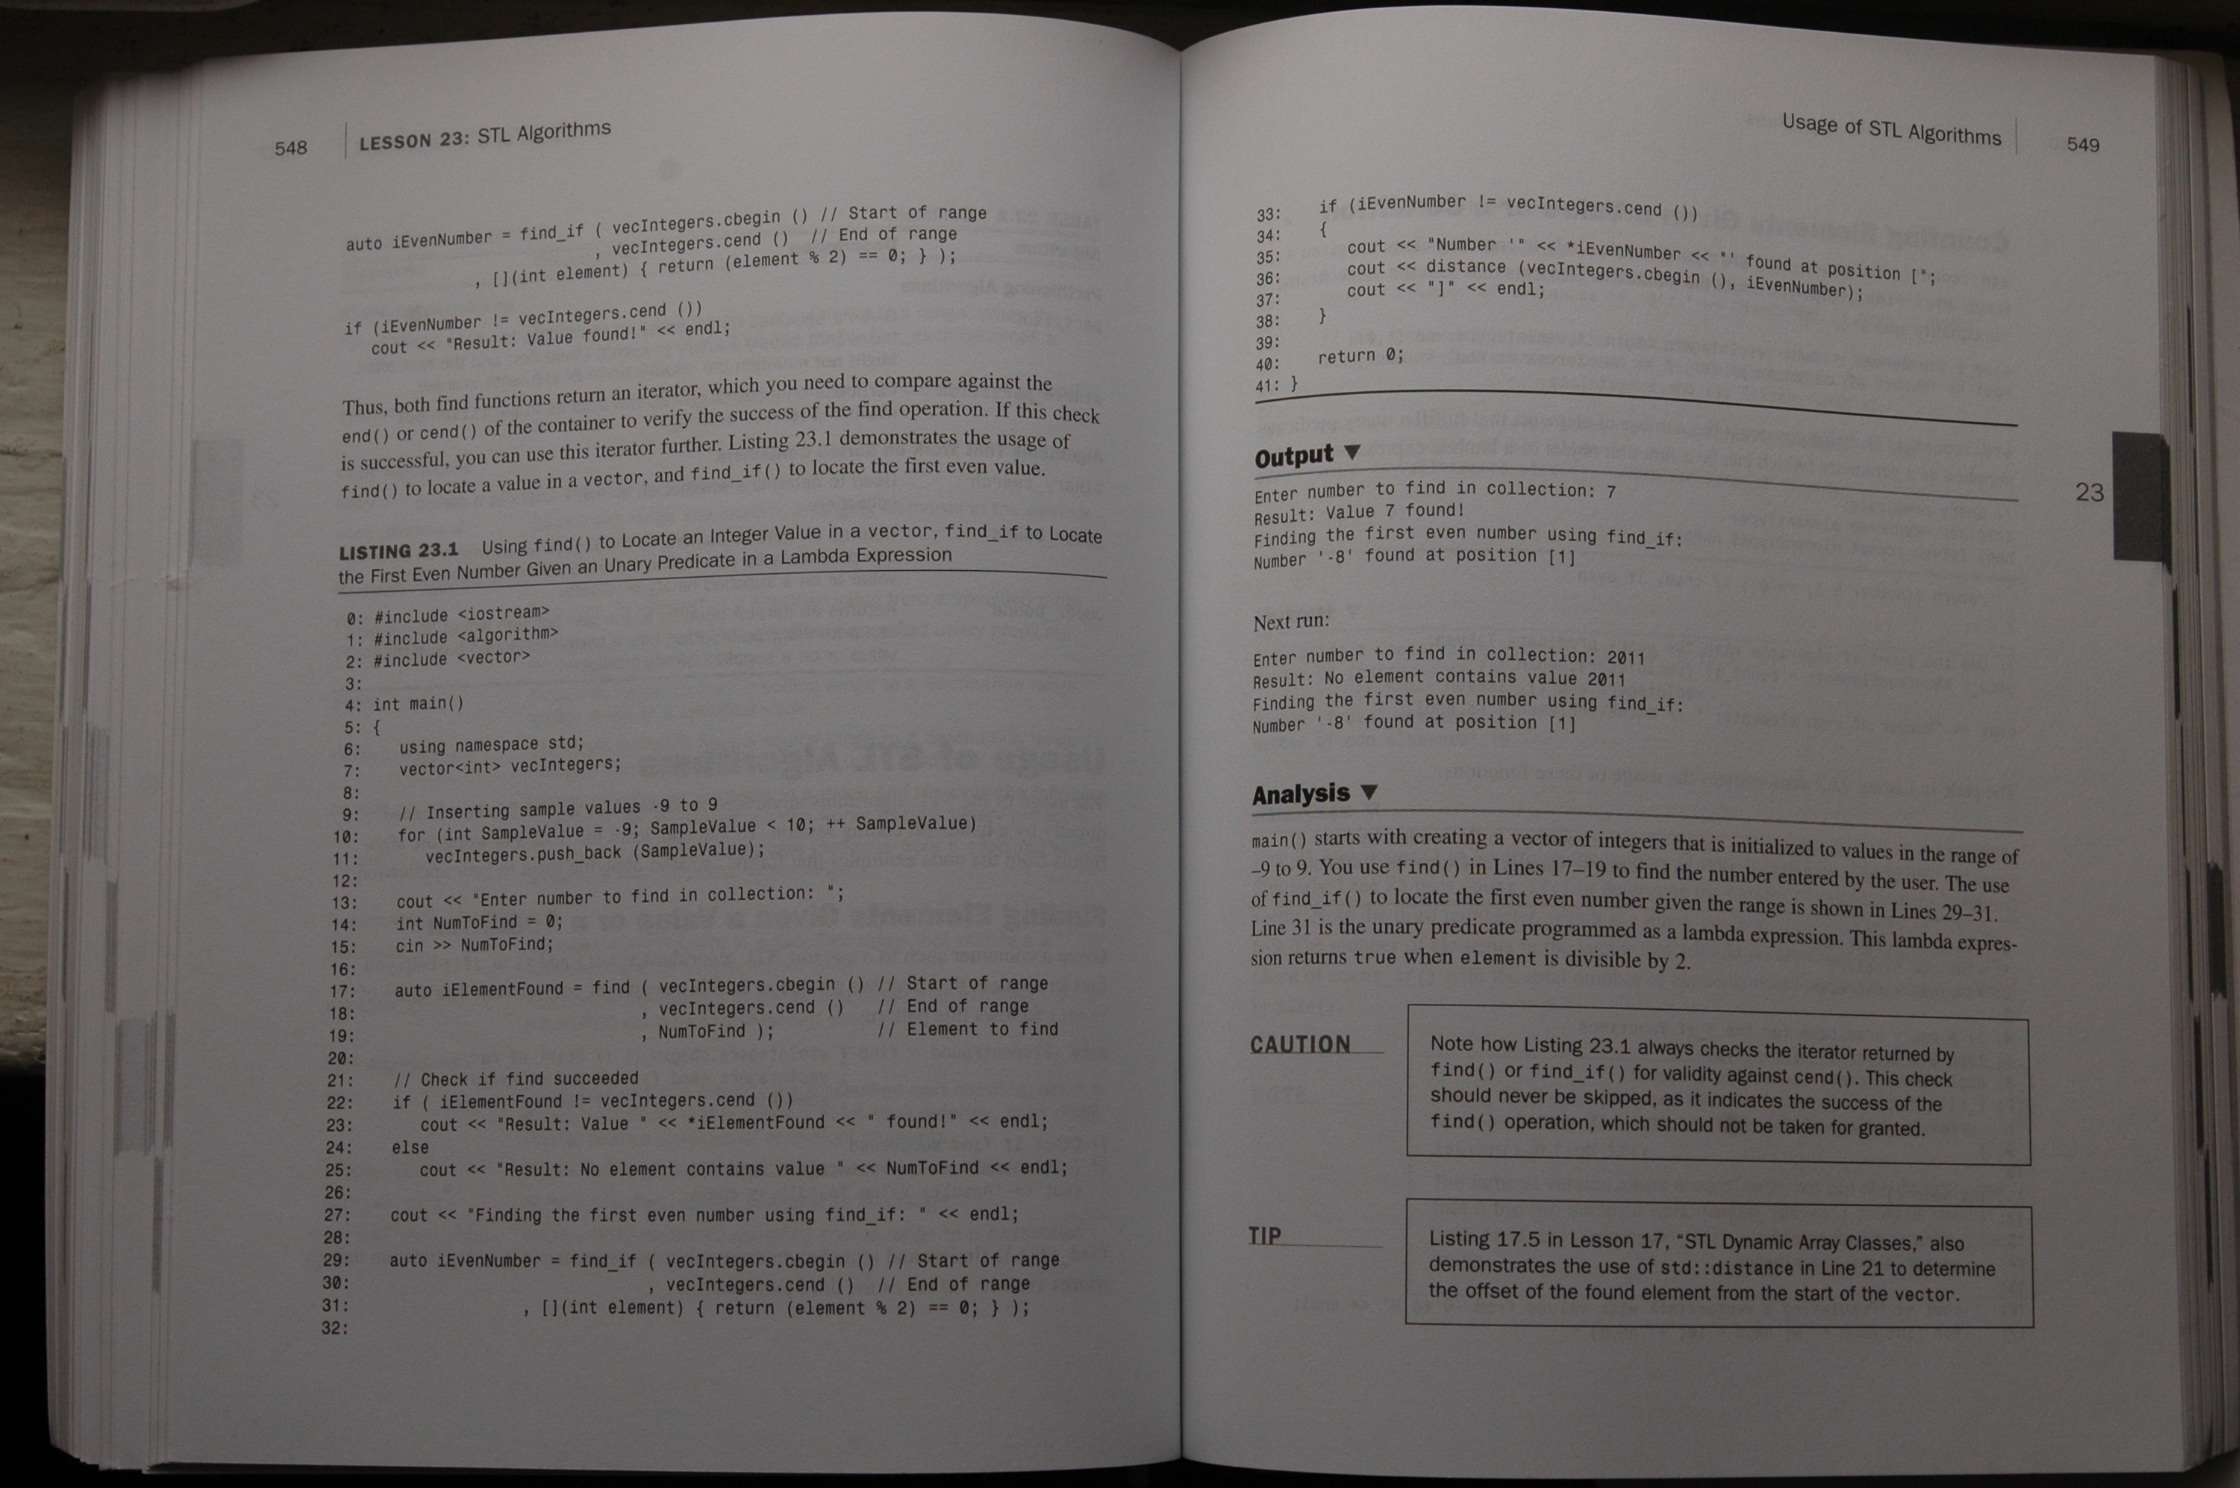 548 LESSON 23: STL Algorithms
auto iEvenNumber = find_if ( vecIntegers.cbegin () // Start of range
, vecIntegers.cend () // End of range
, [](int element) { return (element % 2) == 0; } );
if (iEvenNumber != vecIntegers.cend ())
cout << "Result: Value found!" << endl;
Thus, both find functions return an iterator, which you need to compare against the
end() or cend() of the container to verify the success of the find operation. If this check
is successful, you can use this iterator further. Listing 23.1 demonstrates the usage of
find() to locate a value in a vector, and find_if() to locate the first even value.
LISTING 23.1 Using find() to Locate an Integer Value in a vector, find_if to Locate
the First Even Number Given an Unary Predicate in a Lambda Expression
0: #include <iostream>
1: #include <algorithm>
2: #include <vector>
3:
4: int main()
5: {
6: using namespace std;
7: vector<int> vecIntegers;
8:
9: // Inserting sample values -9 to 9
10: for (int SampleValue = -9; SampleValue < 10; ++ SampleValue)
11: vecIntegers.push_back (SampleValue);
12:
13: cout << "Enter number to find in collection: ";
14: int NumToFind = 0;
15: cin >> NumToFind;
16:
17: auto iElementFound = find ( vecIntegers.cbegin () // Start of range
18: , vecIntegers.cend () // End of range
19: , NumToFind ); // Element to find
20:
21: // Check if find succeeded
22: if ( iElementFound != vecIntegers.cend ())
23: cout << "Result: Value " << *iElementFound << " found!" << endl;
24: else
25: cout << "Result: No element contains value " << NumToFind << endl;
26:
27: cout << "Finding the first even number using find_if: " << endl;
28:
29: auto iEvenNumber = find_if ( vecIntegers.cbegin () // Start of range
30: , vecIntegers.cend () // End of range
31: , [](int element) { return (element % 2) == 0; } );
32:
Usage of STL Algorithms 549
33: if (iEvenNumber != vecIntegers.cend ())
34: {
35: cout << "Number '" << *iEvenNumber << "' found at position [";
36: cout << distance (vecIntegers.cbegin (), iEvenNumber);
37: cout << "]" << endl;
38: }
39:
40: return 0;
41: }
Output ▼
Enter number to find in collection: 7
Result: Value 7 found!
Finding the first even number using find_if:
Number '-8' found at position [1]
Next run:
Enter number to find in collection: 2011
Result: No element contains value 2011
Finding the first even number using find_if:
Number '-8' found at position [1]
23
Analysis ▼
main() starts with creating a vector of integers that is initialized to values in the range of
–9 to 9. You use find() in Lines 17–19 to find the number entered by the user. The use
of find_if() to locate the first even number given the range is shown in Lines 29–31.
Line 31 is the unary predicate programmed as a lambda expression. This lambda expres-
sion returns true when element is divisible by 2.
CAUTION
Note how Listing 23.1 always checks the iterator returned by
find() or find_if() for validity against cend(). This check
should never be skipped, as it indicates the success of the
find() operation, which should not be taken for granted.
TIP
Listing 17.5 in Lesson 17, “STL Dynamic Array Classes,” also
demonstrates the use of std::distance in Line 21 to determine
the offset of the found element from the start of the vector.